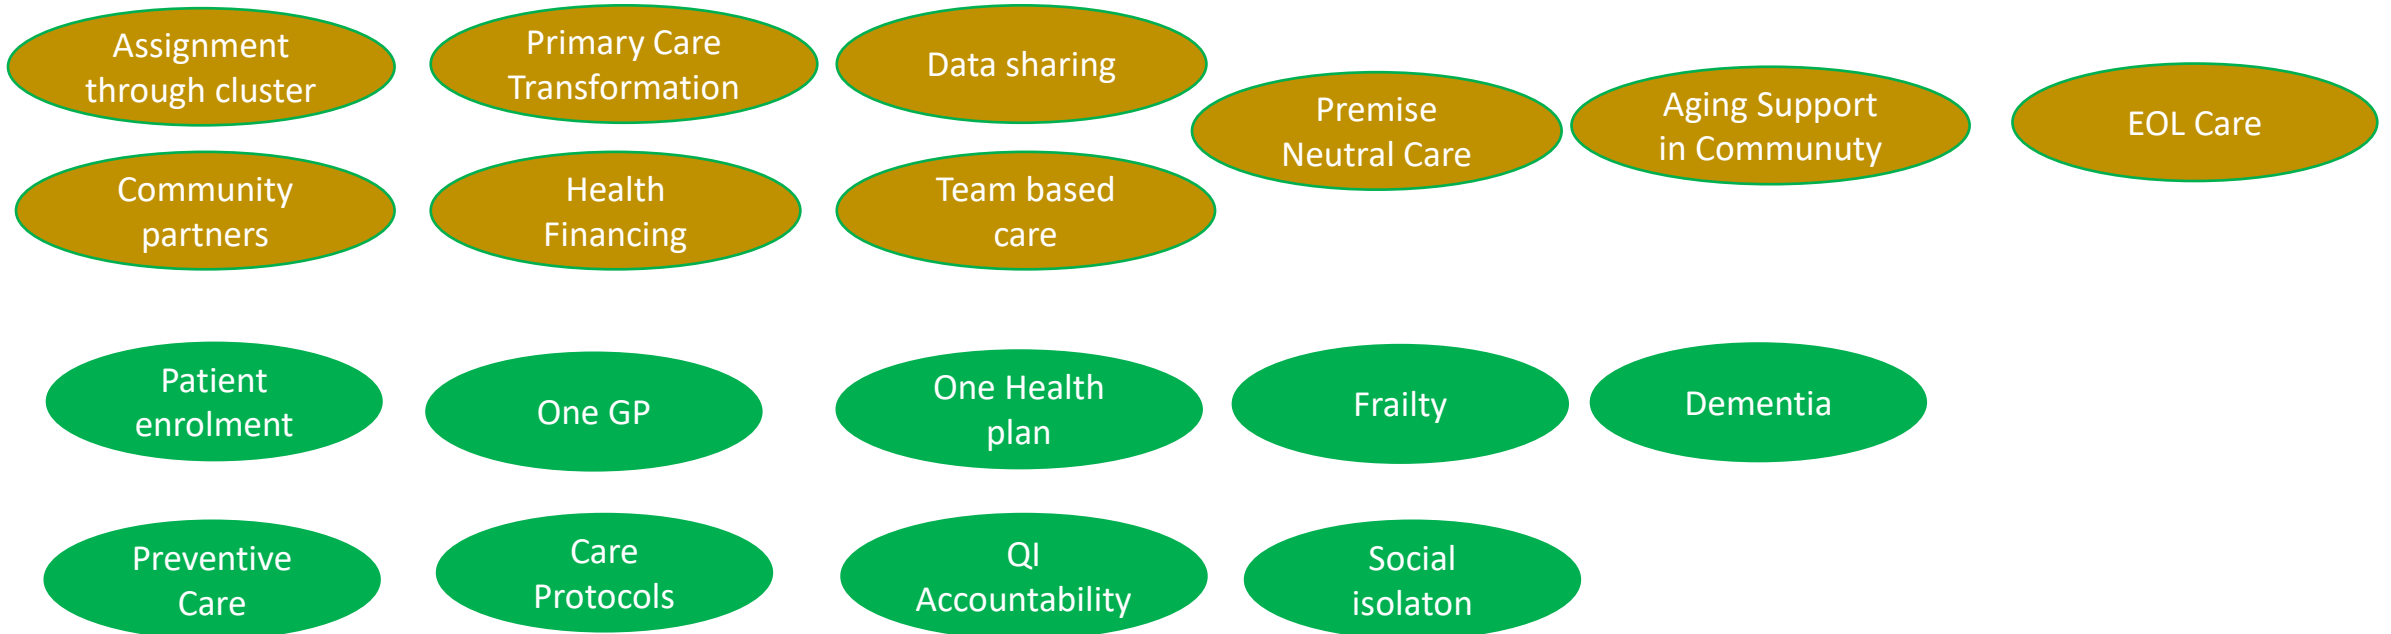 Assignment
through cluster
Primary Care
Transformation
Data sharing
Premise
Neutral Care
Aging Support
in Communuty
EOL Care
Community
partners
Health
Financing
Team based
care
Patient
enrolment
One GP
One Health
plan
Frailty
Dementia
Preventive
Care
Care
Protocols
QI
Accountability
Social
isolaton